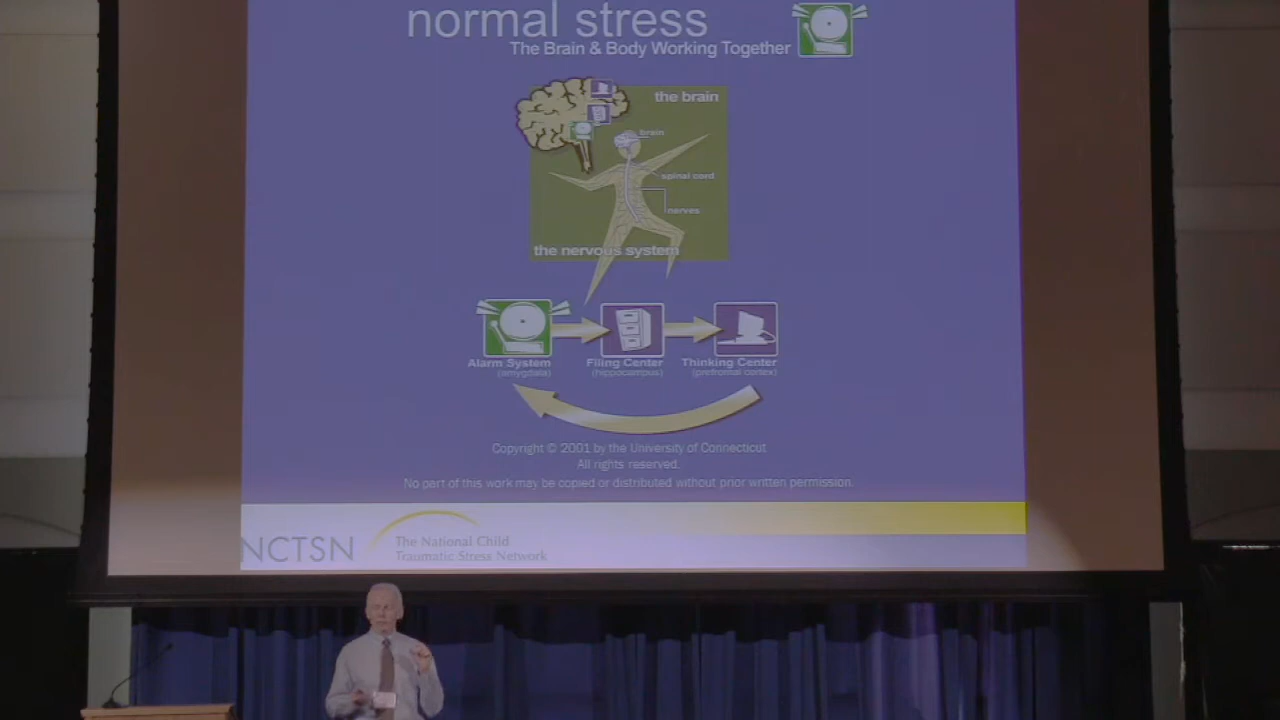 normal stress
The Brain & Body Working Together
the brain
brain
spinal cord
nerves
the nervous system
Alarm System
(amygdala)
Filing Center
(hippocampus)
Thinking Center
(prefrontal cortex)
Copyright © 2001 by the University of Connecticut
All rights reserved.
No part of this work may be copied or distributed without prior written permission.
NCTSN
The National Child
Traumatic Stress Network